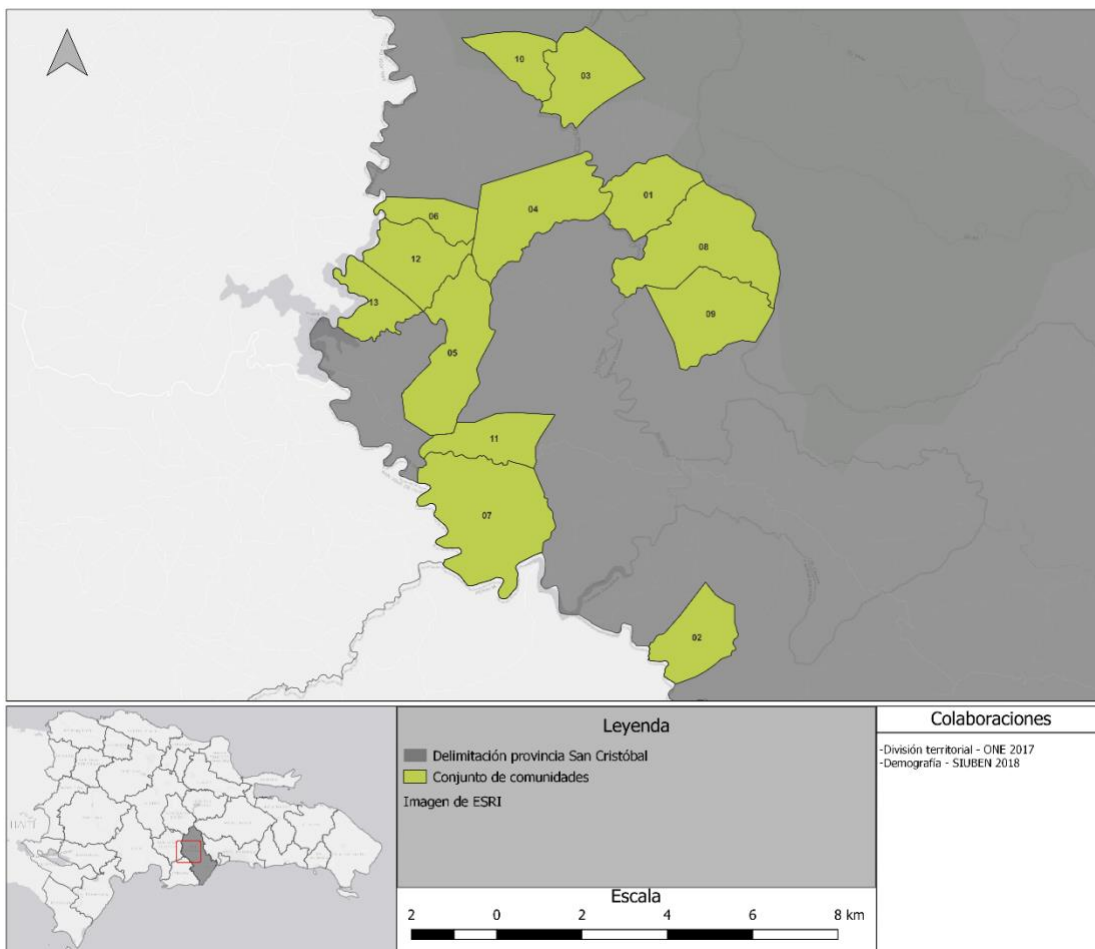 10
03
01
04
06
08
12
13
09
05
11
07
02
Leyenda
Delimitación provincia San Cristóbal
Conjunto de comunidades
Imagen de ESRI
Colaboraciones
-División territorial - ONE 2017
-Demografía - SIUBEN 2018
Escala
2 0 2 4 6 8 km